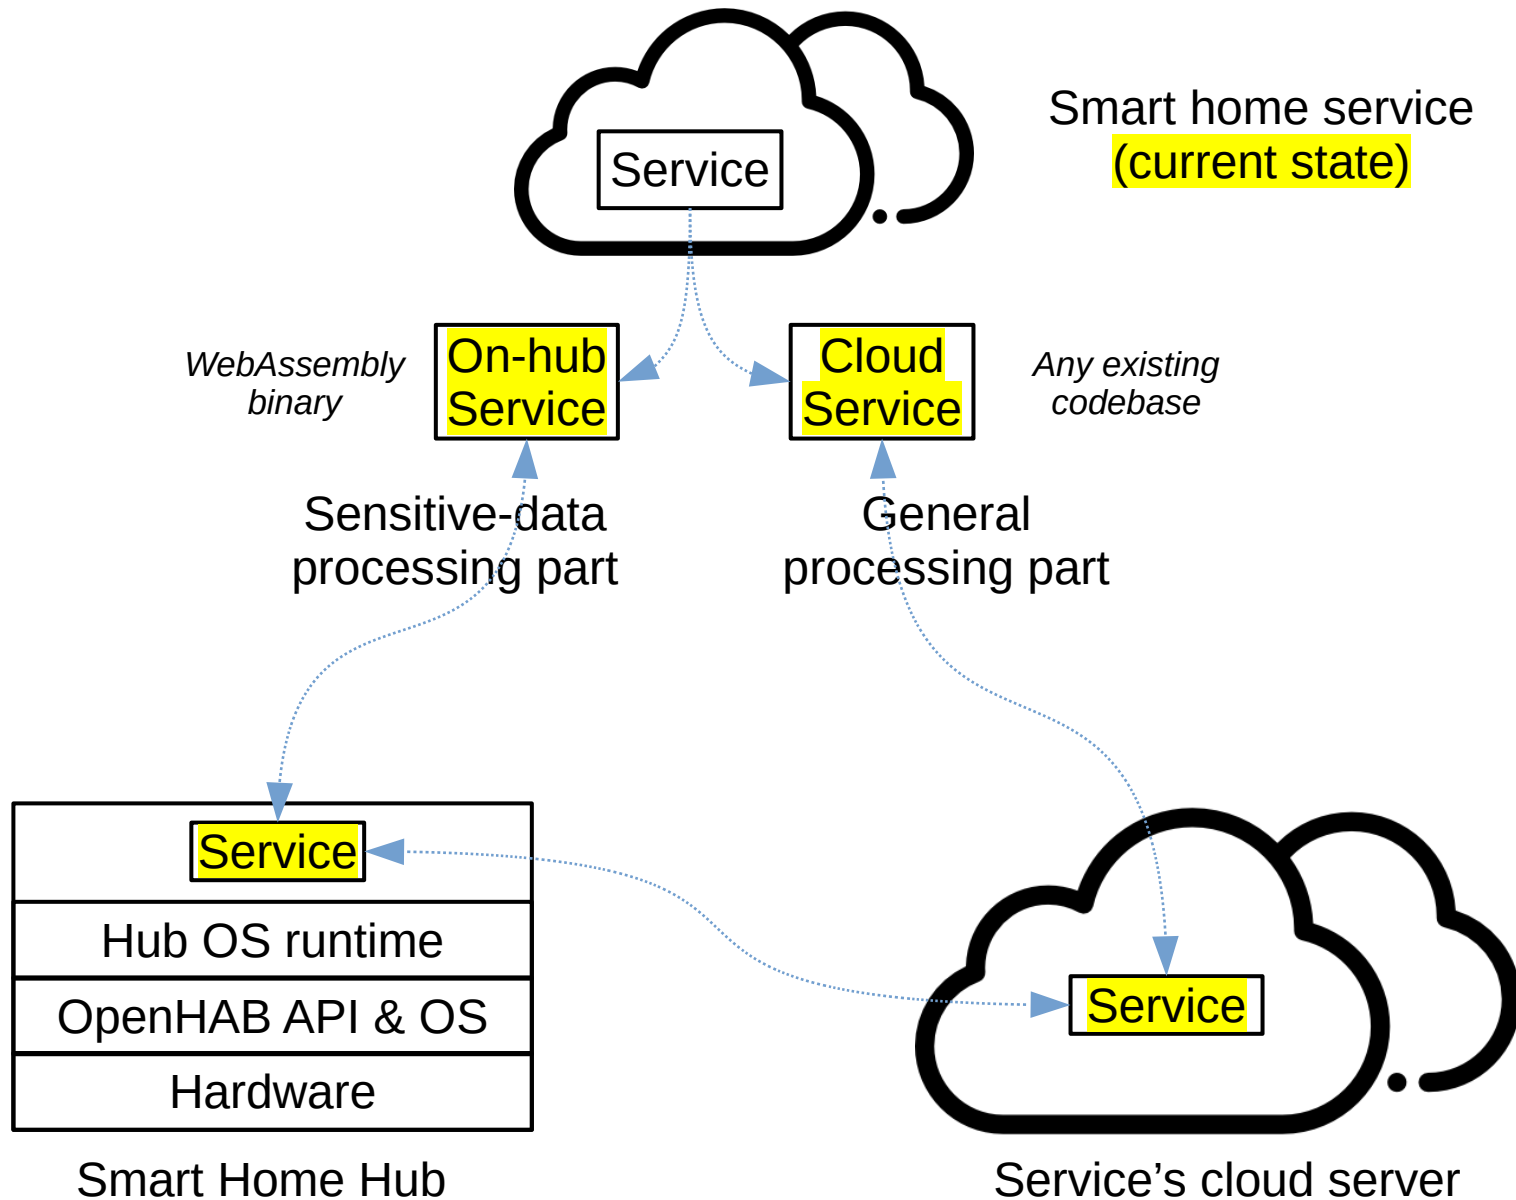 Smart home service
(current state)
Service
WebAssembly
binary
On-hub
Service
Cloud
Service
Any existing
codebase
Sensitive-data
processing part
General
processing part
Service
Hub OS runtime
OpenHAB API & OS
Hardware
Smart Home Hub
Service
Service’s cloud server